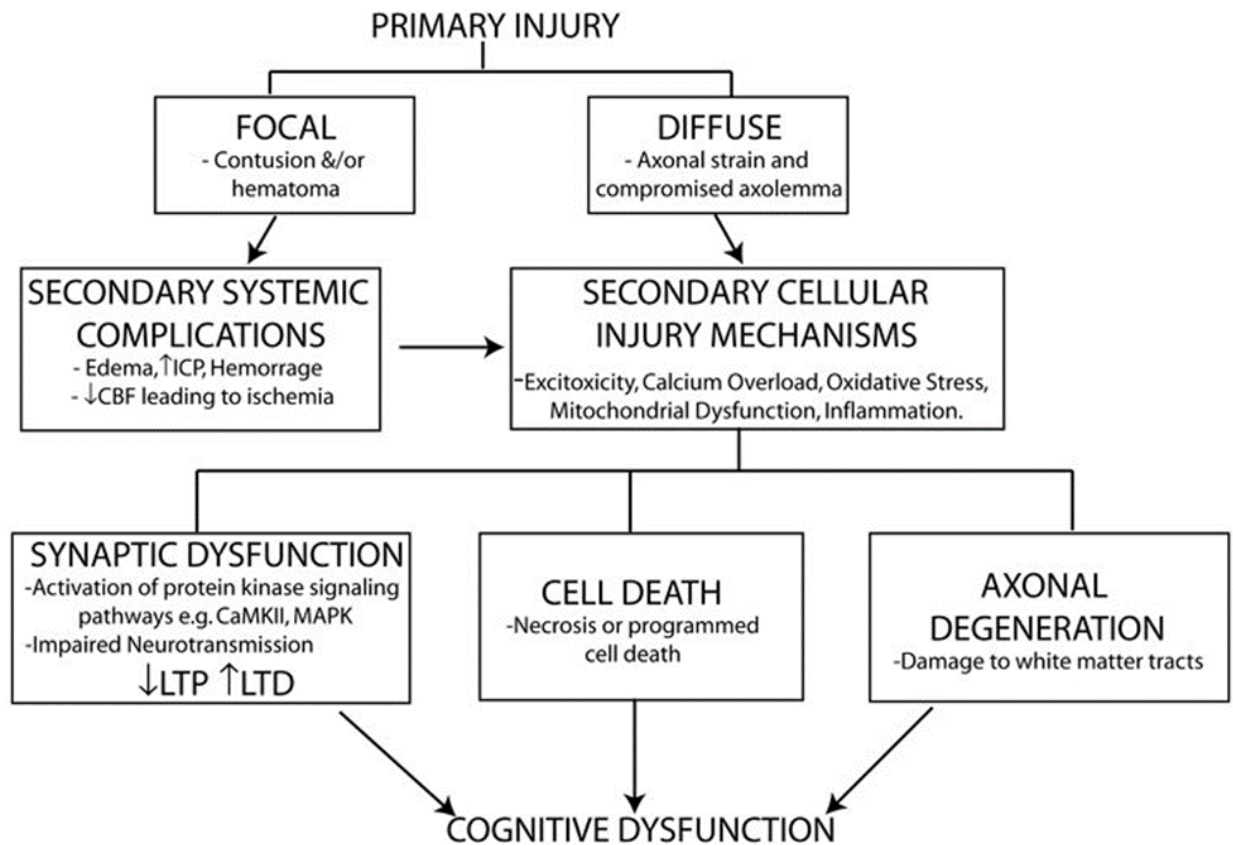 PRIMARY INJURY
FOCAL
- Contusion &/or
hematoma
DIFFUSE
- Axonal strain and
compromised axolemma
SECONDARY SYSTEMIC
COMPLICATIONS
- Edema,↑ICP, Hemorrage
- ↓CBF leading to ischemia
SECONDARY CELLULAR
INJURY MECHANISMS
-Excitoxicity, Calcium Overload, Oxidative Stress,
Mitochondrial Dysfunction, Inflammation.
SYNAPTIC DYSFUNCTION
-Activation of protein kinase signaling
pathways e.g. CaMKII, MAPK
-Impaired Neurotransmission
↓LTP ↑LTD
CELL DEATH
-Necrosis or programmed
cell death
AXONAL
DEGENERATION
-Damage to white matter tracts
COGNITIVE DYSFUNCTION